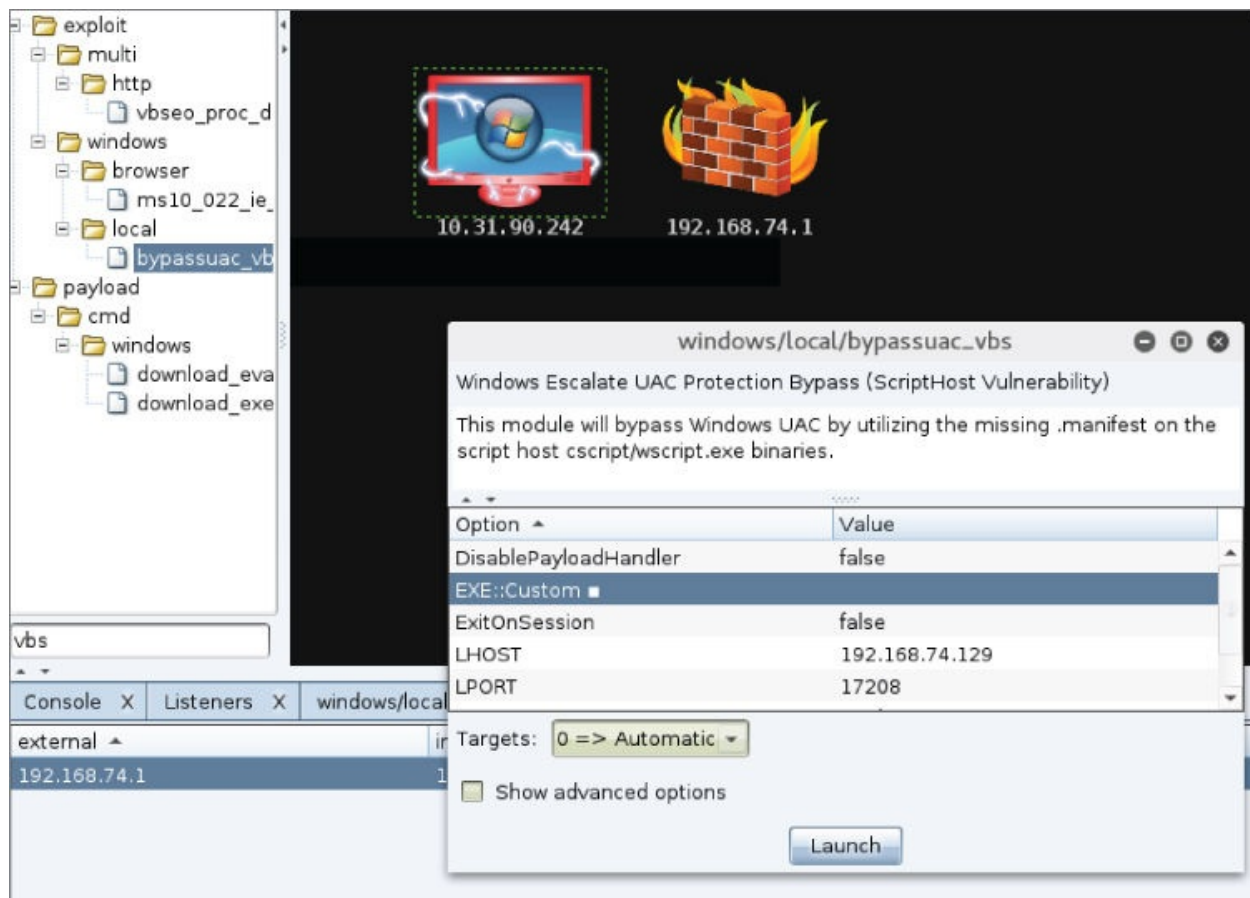 exploit
multi
http
vbseo_proc_d
windows
browser
ms10_022_ie_
local
bypassuac_vb
payload
cmd
windows
download_eva
download_exe
vbs
10.31.90.242
192.168.74.1
Console X
Listeners X
windows/local
external
ir
192.168.74.1
1
windows/local/bypassuac_vbs
Windows Escalate UAC Protection Bypass (ScriptHost Vulnerability)
This module will bypass Windows UAC by utilizing the missing .manifest on the
script host cscript/wscript.exe binaries.
Option Value
DisablePayloadHandler false
EXE::Custom
ExitOnSession false
LHOST 192.168.74.129
LPORT 17208
Targets: 0 => Automatic
Show advanced options
Launch